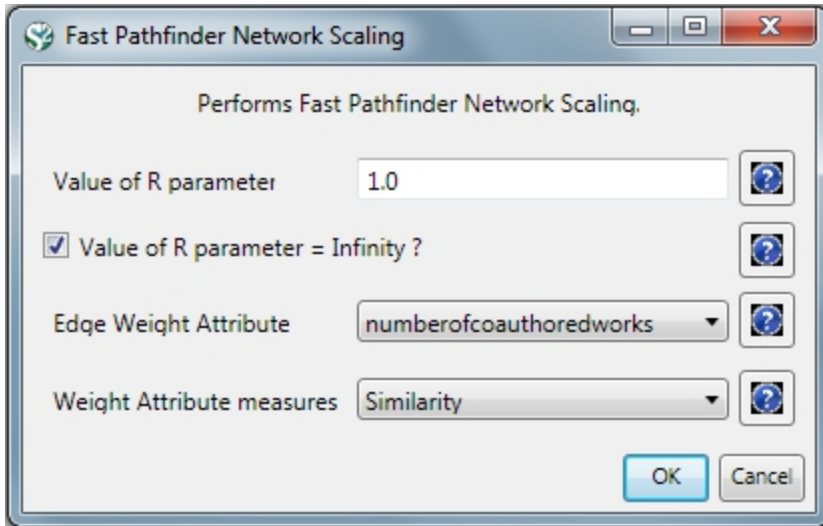 Fast Pathfinder Network Scaling
Performs Fast Pathfinder Network Scaling.
Value of R parameter 1.0
Value of R parameter = Infinity ?
Edge Weight Attribute numberofcoauthoredworks
Weight Attribute measures Similarity
OK Cancel